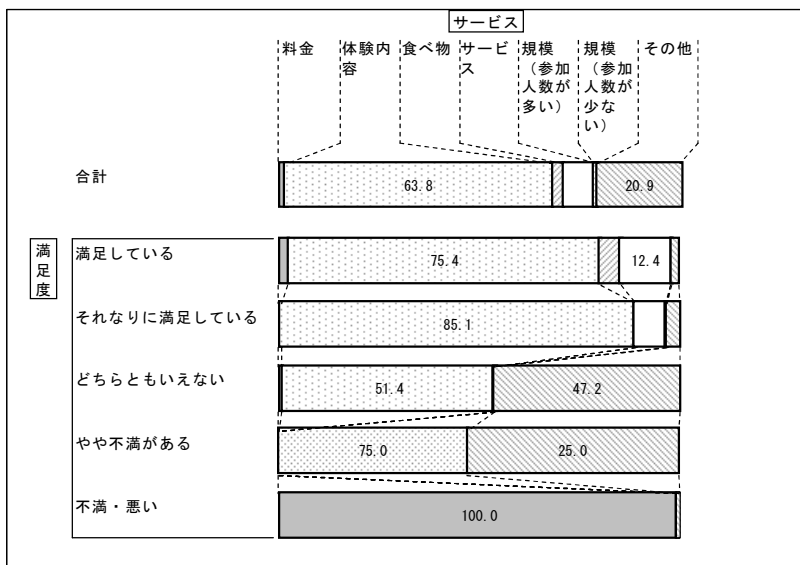 サービス
料金
体験内
容
食べ物
サービ
ス
規模
（参加
人数が
多い）
規模
（参加
人数が
少ない）
その他
合計
63.8
20.9
満足度
満足している
75.4
12.4
それなりに満足している
85.1
どちらともいえない
51.4
47.2
やや不満がある
75.0
25.0
不満・悪い
100.0